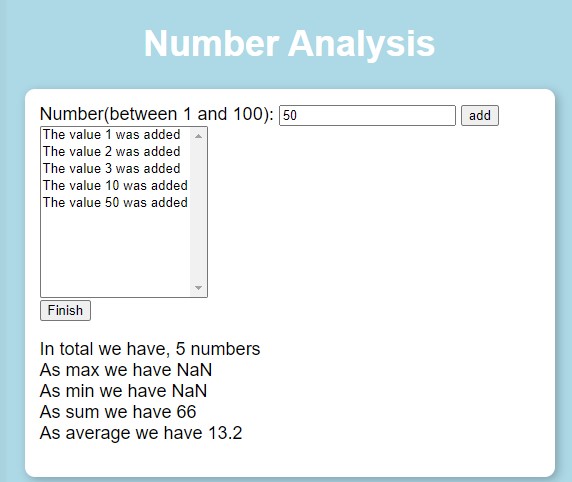 Number Analysis
Number(between 1 and 100): 50 add
The value 1 was added
The value 2 was added
The value 3 was added
The value 10 was added
The value 50 was added
Finish
In total we have, 5 numbers
As max we have NaN
As min we have NaN
As sum we have 66
As average we have 13.2